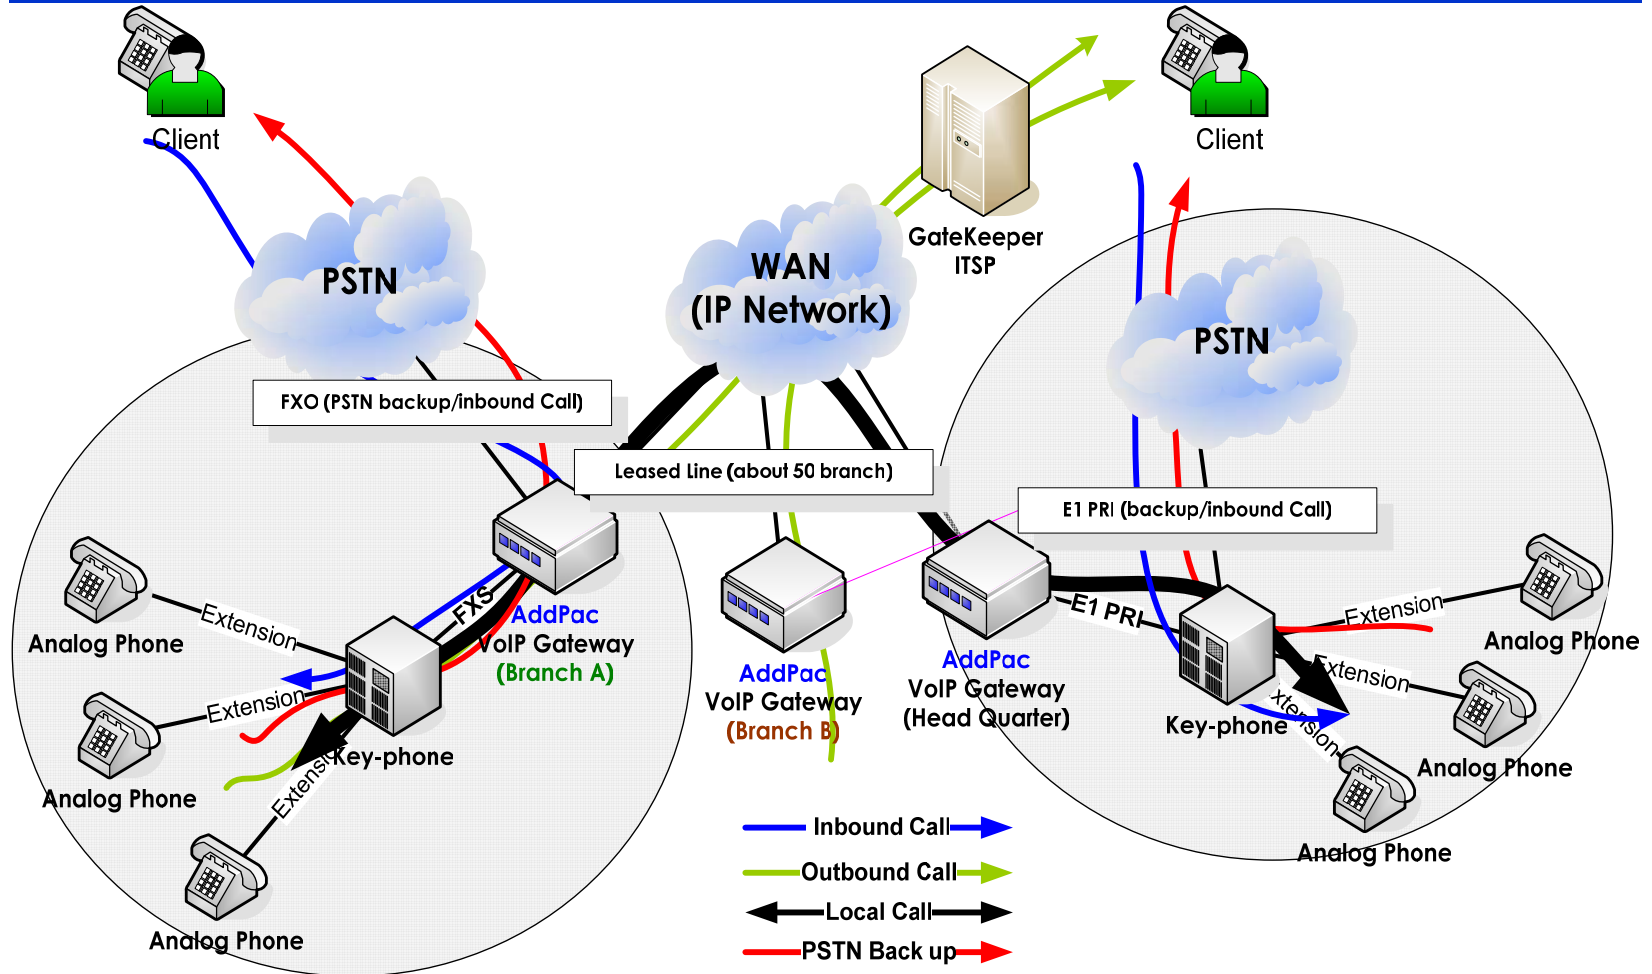 Client
Client
GateKeeper
ITSP
PSTN
WAN
(IP Network)
PSTN
FXO (PSTN backup/inbound Call)
Leased Line (about 50 branch)
E1 PRI (backup/inbound Call)
FXS
AddPac
VoIP Gateway
(Branch A)
AddPac
VoIP Gateway
(Branch B)
AddPac
VoIP Gateway
(Head Quarter)
E1 PRI
Extension
Extension
Extension
Analog Phone
Analog Phone
Analog Phone
Key-phone
Key-phone
Extension
Extension
Extension
Analog Phone
Analog Phone
Analog Phone
Inbound Call
Outbound Call
Local Call
PSTN Back up